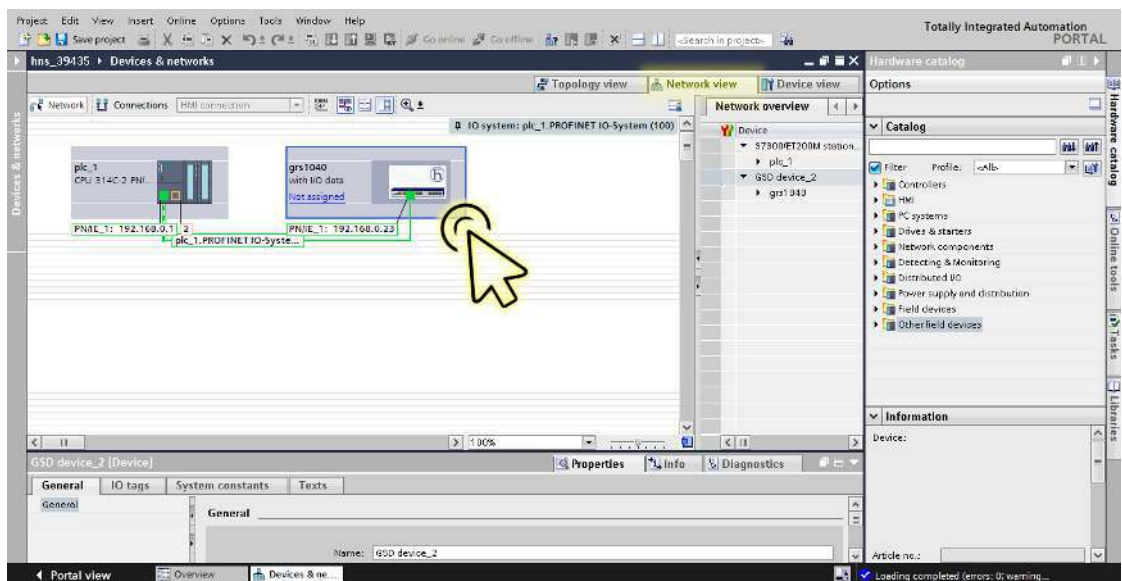 Project Edit View Insert Online Options Tools Window Help
Totally Integrated Automation
PORTAL
Save project
Go online
Go offline
<Search in project>
hns_39435 ▸ Devices & networks
Hardware catalog
Topology view
Network view
Device view
Options
Network
Connections
HMI connection
Network overview
IO system: plc_1.PROFINET IO-System (100)
Catalog
Device
S7300/ET200M station...
plc_1
GSD device_2
grs1040
Filter
Profile:
<All>
Controllers
HMI
PC systems
Drives & starters
Network components
Detecting & Monitoring
Distributed I/O
Power supply and distribution
Field devices
Other field devices
plc_1
CPU 314C-2 PN/...
grs1040
with I/O data
Not assigned
PN/IE_1: 192.168.0.1
2
PN/IE_1: 192.168.0.23
plc_1.PROFINET IO-Syste...
Devices & networks
Hardware catalog
Online tools
Tasks
Libraries
100%
Information
Device:
Article no.:
GSD device_2 [Device]
Properties
Info
Diagnostics
General
IO tags
System constants
Texts
General
General
Name:
GSD device_2
Portal view
Overview
Devices & ne...
Loading completed (errors: 0; warning...